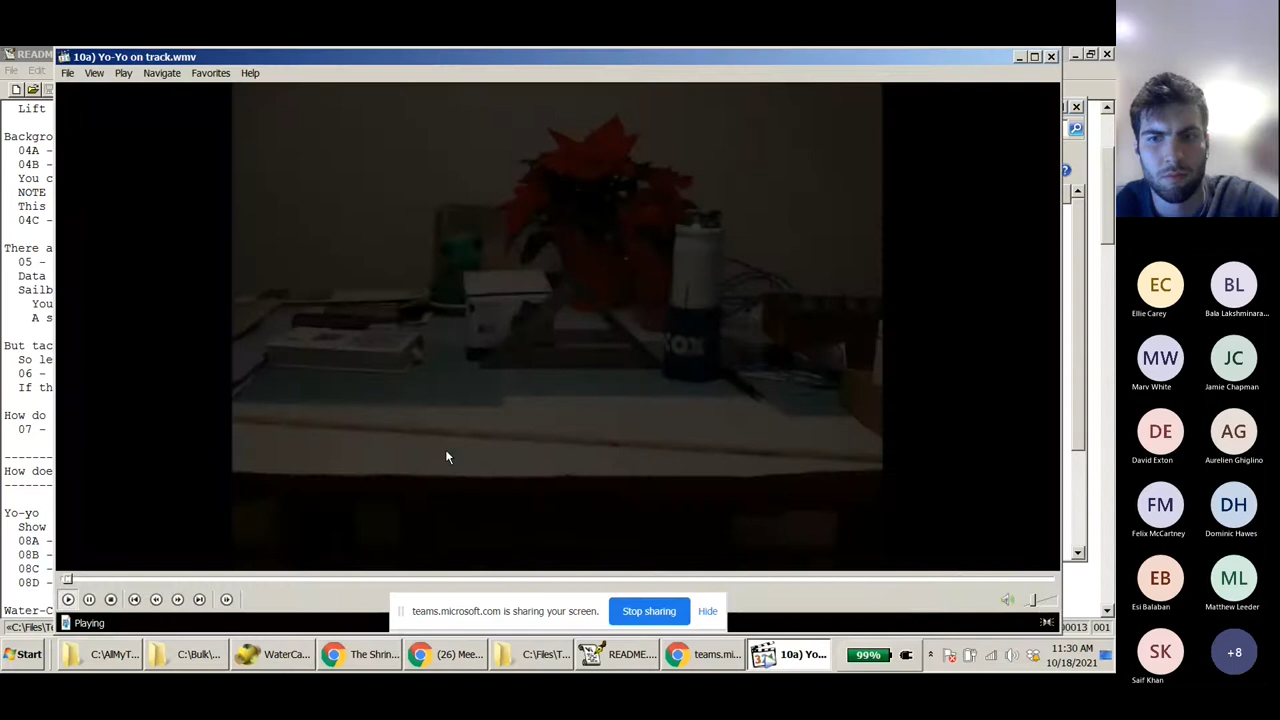 READM
10a) Yo-Yo on track.wmv
File Edit
File View Play Navigate Favorites Help
Lift
Backgro
04A -
04B -
You c
NOTE
This
04C -
There a
05 -
Data
Sailb
You
A s
But tac
So le
06 -
If th
How do
07 -
How doe
Yo-yo
Show
08A -
08B -
08C -
08D -
Water-C
«C:\Files\Te
OX
Playing
teams.microsoft.com is sharing your screen. Stop sharing Hide
00013 001
Start C:\AllMyT... C:\Bulk\... WaterCa... The Shrin... (26) Mee... C:\Files\T... README.... teams.mi... 10a) Yo... 99% 11:30 AM
10/18/2021
EC BL
Ellie Carey Bala Lakshminara...
MW JC
Marv White Jamie Chapman
DE AG
David Exton Aurelien Ghiglino
FM DH
Felix McCartney Dominic Hawes
EB ML
Esi Balaban Matthew Leeder
SK +8
Saif Khan